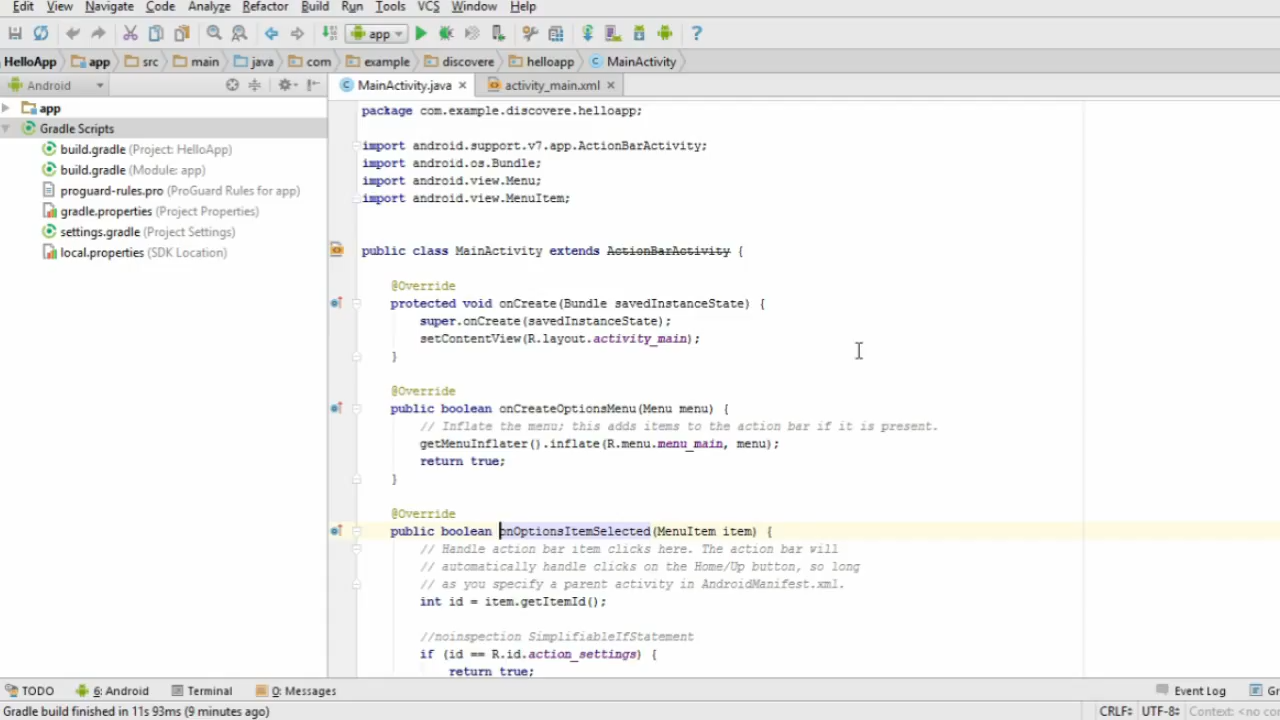 Edit View Navigate Code Analyze Refactor Build Run Tools VCS Window Help
app
HelloApp app src main java com example discovere helloapp MainActivity
Android
MainActivity.java activity_main.xml
app
Gradle Scripts
build.gradle (Project: HelloApp)
build.gradle (Module: app)
proguard-rules.pro (ProGuard Rules for app)
gradle.properties (Project Properties)
settings.gradle (Project Settings)
local.properties (SDK Location)
package com.example.discovere.helloapp;
import android.support.v7.app.ActionBarActivity;
import android.os.Bundle;
import android.view.Menu;
import android.view.MenuItem;
public class MainActivity extends ActionBarActivity {
@Override
protected void onCreate(Bundle savedInstanceState) {
super.onCreate(savedInstanceState);
setContentView(R.layout.activity_main);
}
@Override
public boolean onCreateOptionsMenu(Menu menu) {
// Inflate the menu; this adds items to the action bar if it is present.
getMenuInflater().inflate(R.menu.menu_main, menu);
return true;
}
@Override
public boolean onOptionsItemSelected(MenuItem item) {
// Handle action bar item clicks here. The action bar will
// automatically handle clicks on the Home/Up button, so long
// as you specify a parent activity in AndroidManifest.xml.
int id = item.getItemId();
//noinspection SimplifiableIfStatement
if (id == R.id.action_settings) {
return true;
TODO 6: Android Terminal 0: Messages Event Log Gr
Gradle build finished in 11s 93ms (9 minutes ago) CRLF UTF-8 Context: <no co